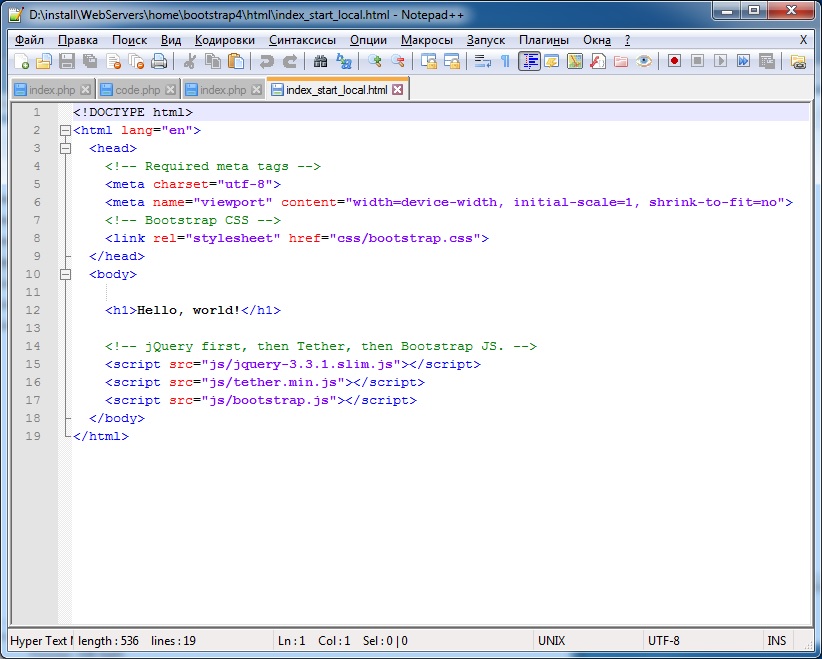 D:\install\WebServers\home\bootstrap4\html\index_start_local.html - Notepad++
Файл Правка Поиск Вид Кодировки Синтаксисы Опции Макросы Запуск Плагины Окна ? X
index.php code.php index.php index_start_local.html
1 <!DOCTYPE html>
2 <html lang="en">
3 <head>
4 <!-- Required meta tags -->
5 <meta charset="utf-8">
6 <meta name="viewport" content="width=device-width, initial-scale=1, shrink-to-fit=no">
7 <!-- Bootstrap CSS -->
8 <link rel="stylesheet" href="css/bootstrap.css">
9 </head>
10 <body>
11
12 <h1>Hello, world!</h1>
13
14 <!-- jQuery first, then Tether, then Bootstrap JS. -->
15 <script src="js/jquery-3.3.1.slim.js"></script>
16 <script src="js/tether.min.js"></script>
17 <script src="js/bootstrap.js"></script>
18 </body>
19 </html>
Hyper Text length : 536 lines : 19 Ln : 1 Col : 1 Sel : 0 | 0 UNIX UTF-8 INS